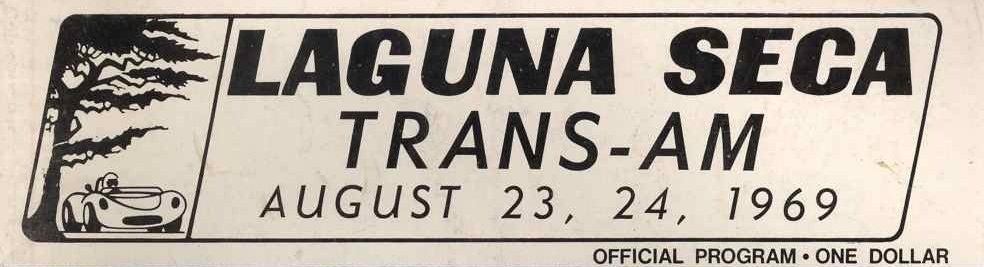 LAGUNA SECA
TRANS-AM
AUGUST 23, 24, 1969
OFFICIAL PROGRAM • ONE DOLLAR